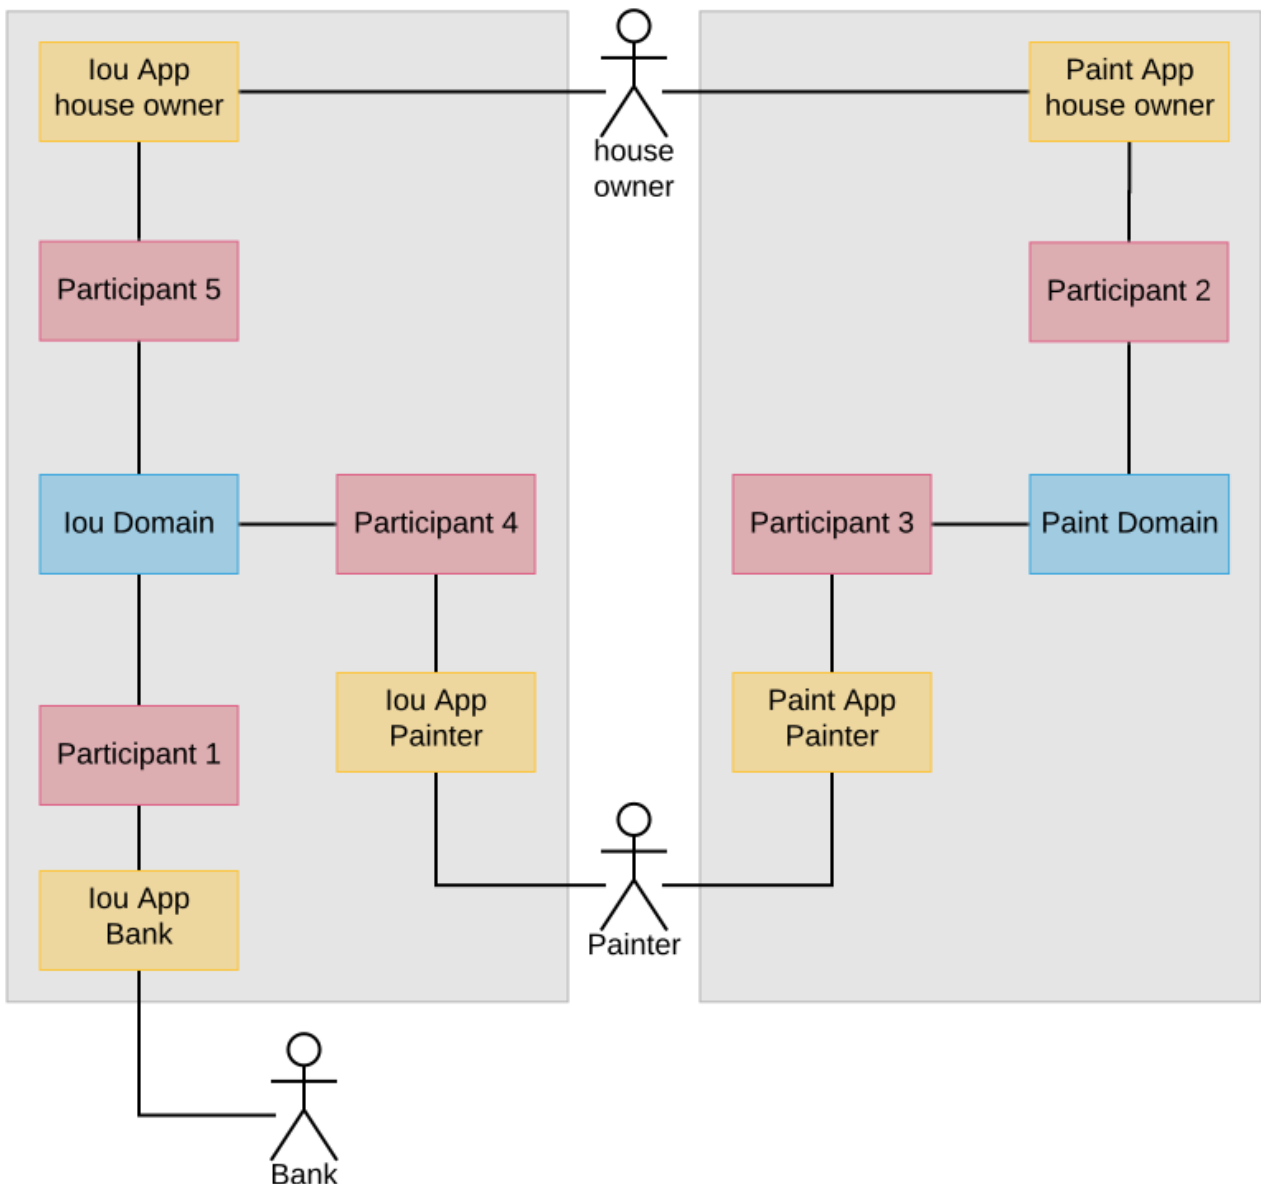 Iou App
house owner
house
owner
Paint App
house owner
Participant 5
Participant 2
Iou Domain
Participant 4
Participant 3
Paint Domain
Iou App
Painter
Paint App
Painter
Participant 1
Iou App
Bank
Painter
Bank